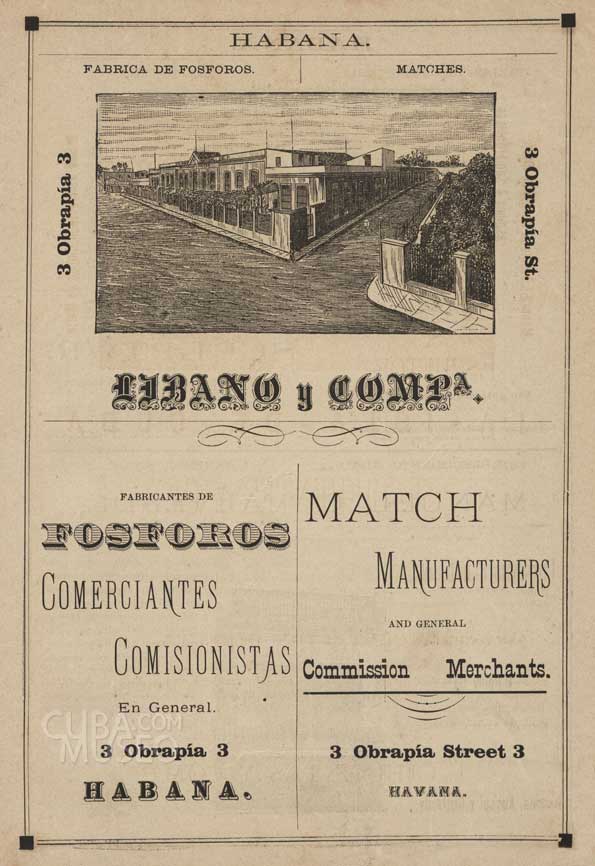 HABANA.
FABRICA DE FOSFOROS.
MATCHES.
3 Obrapía 3
3 Obrapía St.
LIBANO y COMPA.
FABRICANTES DE
FOSFOROS
COMERCIANTES
COMISIONISTAS
En General.
3 Obrapía 3
HABANA.
MATCH
MANUFACTURERS
AND GENERAL
Commission Merchants.
3 Obrapía Street 3
HAVANA.
CUBA.COM
MUSEO